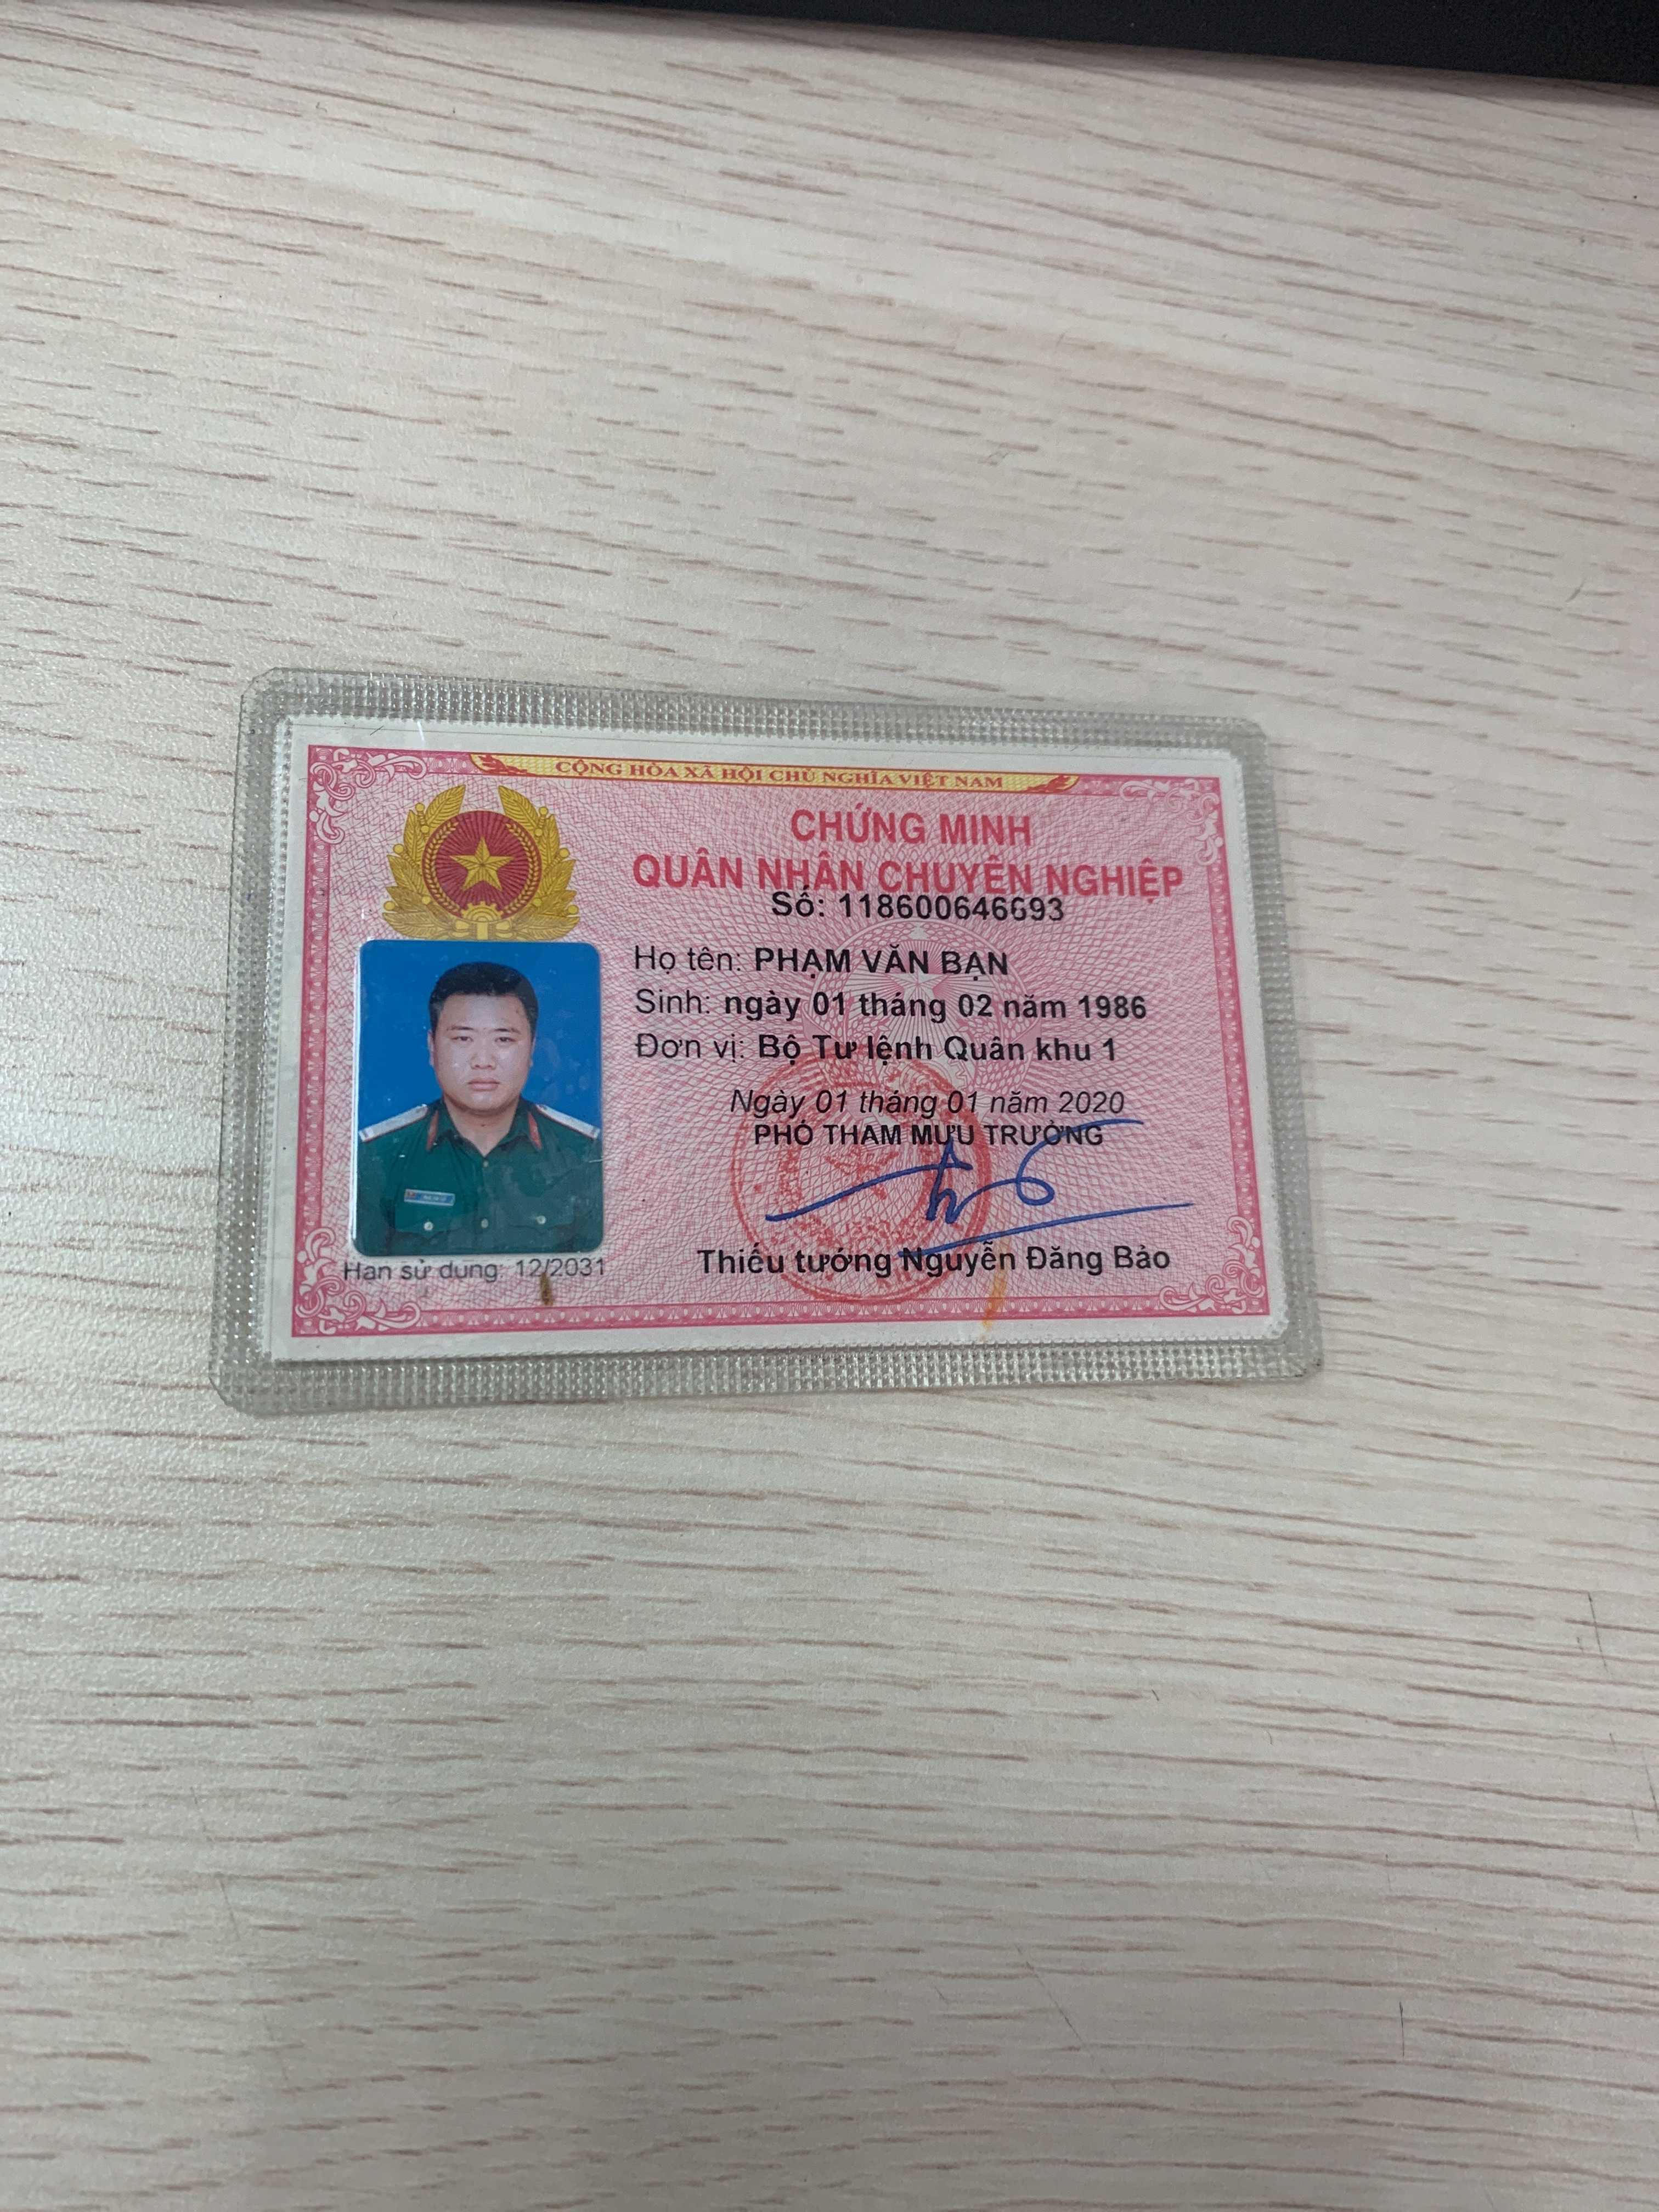 CỘNG HÒA XÃ HỘI CHỦ NGHĨA VIỆT NAM
CHỨNG MINH
QUÂN NHÂN CHUYÊN NGHIỆP
Số: 118600646693
Họ tên: PHẠM VĂN BẠN
Sinh: ngày 01 tháng 02 năm 1986
Đơn vị: Bộ Tư lệnh Quân khu 1
Ngày 01 tháng 01 năm 2020
PHÓ THAM MƯU TRƯỞNG
Thiếu tướng Nguyễn Đăng Bảo
Hạn sử dụng: 12/2031